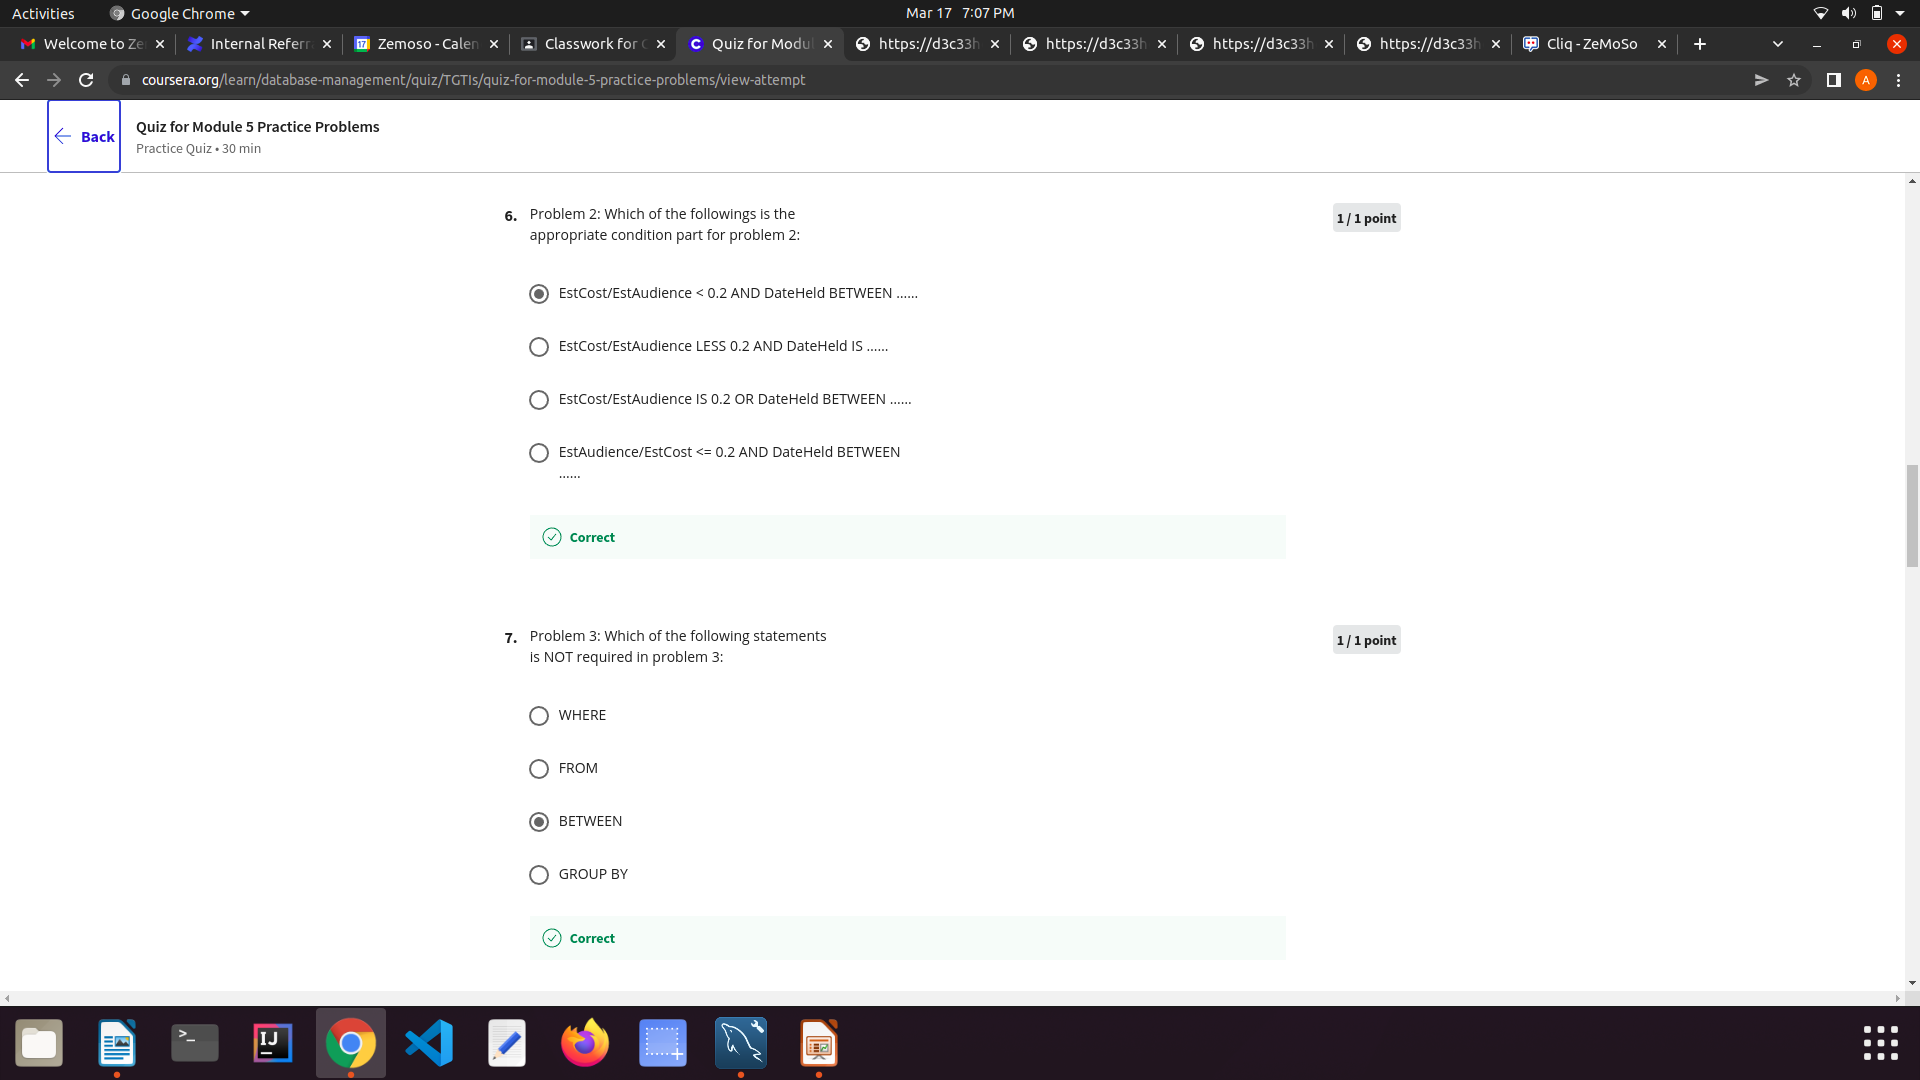 Activities
Google Chrome
Mar 17 7:07 PM
Welcome to Ze
Internal Referr
Zemoso - Calen
Classwork for C
Quiz for Modul
https://d3c33h
https://d3c33h
https://d3c33h
https://d3c33h
Cliq - ZeMoSo
coursera.org/learn/database-management/quiz/TGTIs/quiz-for-module-5-practice-problems/view-attempt
A
Back
Quiz for Module 5 Practice Problems
Practice Quiz • 30 min
6. Problem 2: Which of the followings is the
appropriate condition part for problem 2:
1 / 1 point
EstCost/EstAudience < 0.2 AND DateHeld BETWEEN ......
EstCost/EstAudience LESS 0.2 AND DateHeld IS ......
EstCost/EstAudience IS 0.2 OR DateHeld BETWEEN ......
EstAudience/EstCost <= 0.2 AND DateHeld BETWEEN
......
Correct
7. Problem 3: Which of the following statements
is NOT required in problem 3:
1 / 1 point
WHERE
FROM
BETWEEN
GROUP BY
Correct